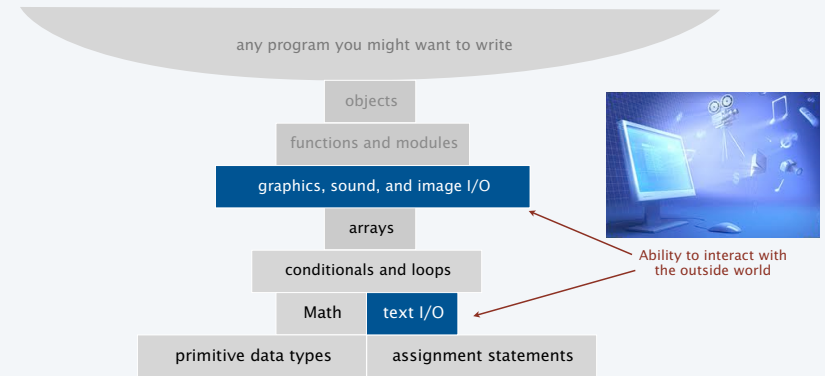 any program you might want to write
objects
functions and modules
graphics, sound, and image I/O
arrays
conditionals and loops
Math
text I/O
primitive data types
assignment statements
Ability to interact with
the outside world